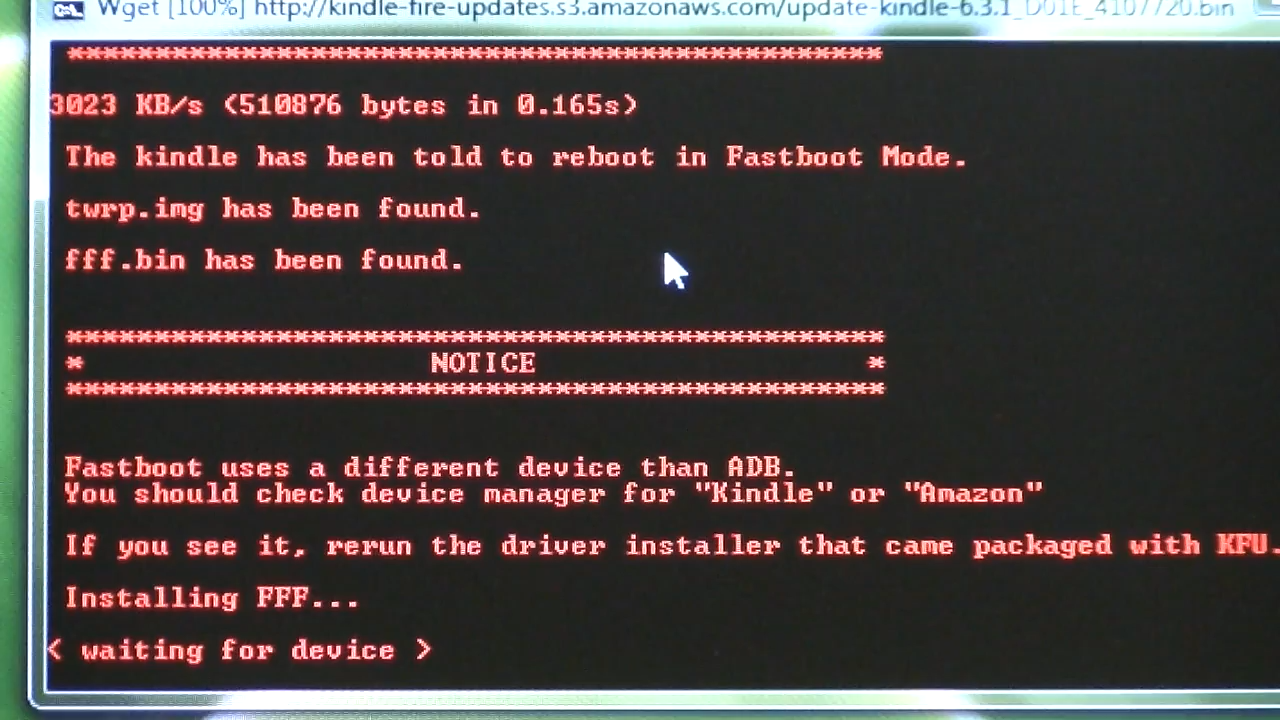 Wget [100%] http://kindle-fire-updates.s3.amazonaws.com/update-kindle-6.3.1_D01E_4107720.bin
***********************************************
3023 KB/s (510876 bytes in 0.165s)
The kindle has been told to reboot in Fastboot Mode.
twrp.img has been found.
fff.bin has been found.
***********************************************
* NOTICE *
***********************************************
Fastboot uses a different device than ADB.
You should check device manager for "Kindle" or "Amazon"
If you see it, rerun the driver installer that came packaged with KFU.
Installing FFF...
< waiting for device >